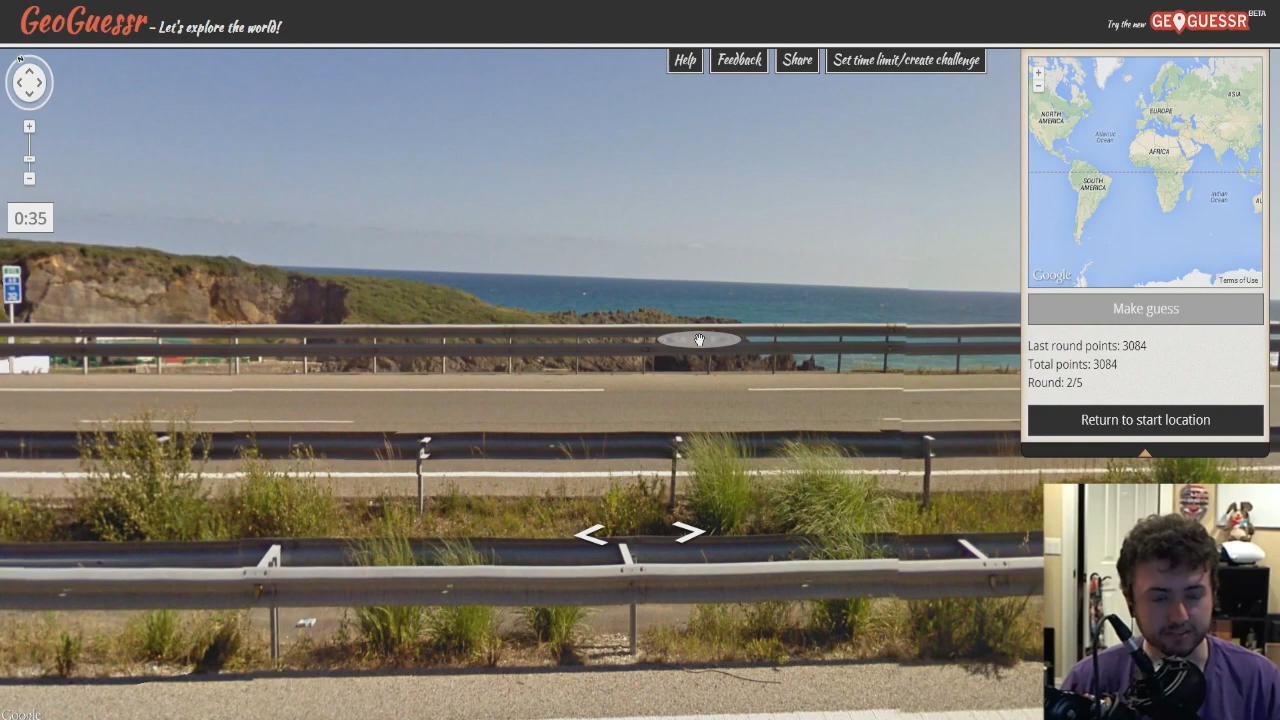 GeoGuessr - Let's explore the world!
Try the new GEOGUESSR BETA
Help
Feedback
Share
Set time limit/create challenge
N
0:35
NORTH AMERICA
Atlantic Ocean
EUROPE
ASIA
AFRICA
SOUTH AMERICA
Indian Ocean
AU
Google
Terms of Use
Make guess
Last round points: 3084
Total points: 3084
Round: 2/5
Return to start location
Google